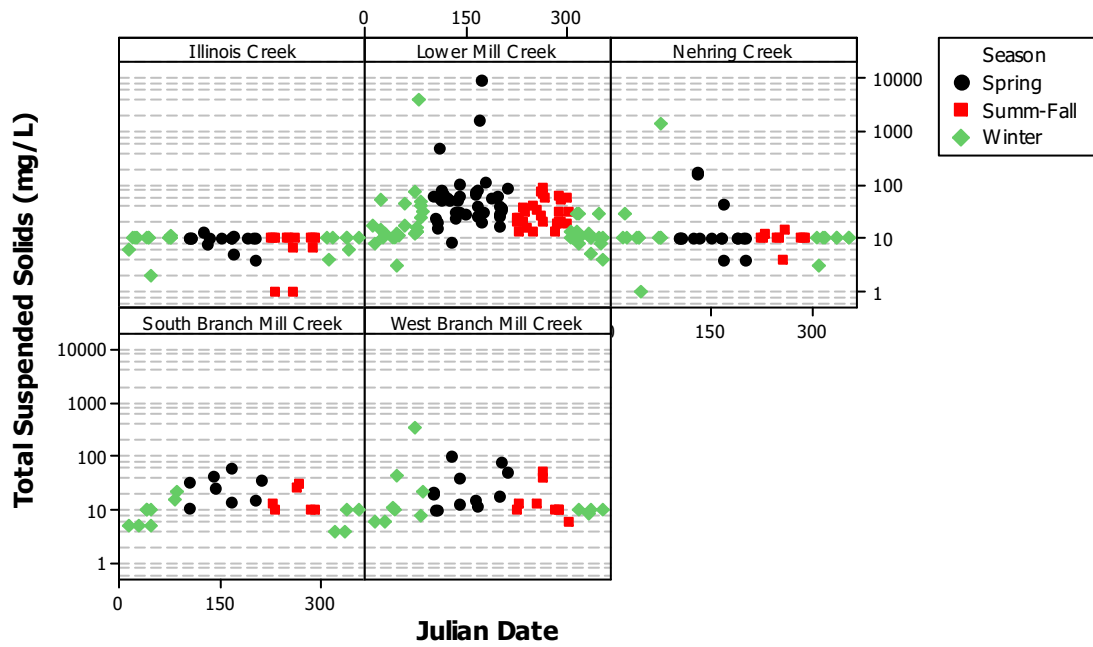 0 150 300
Illinois Creek Lower Mill Creek Nehring Creek
Season
Spring
Summ-Fall
Winter
10000
1000
100
10
1
Total Suspended Solids (mg/L)
South Branch Mill Creek West Branch Mill Creek
0 150 300
10000
1000
100
10
1
0 150 300
Julian Date